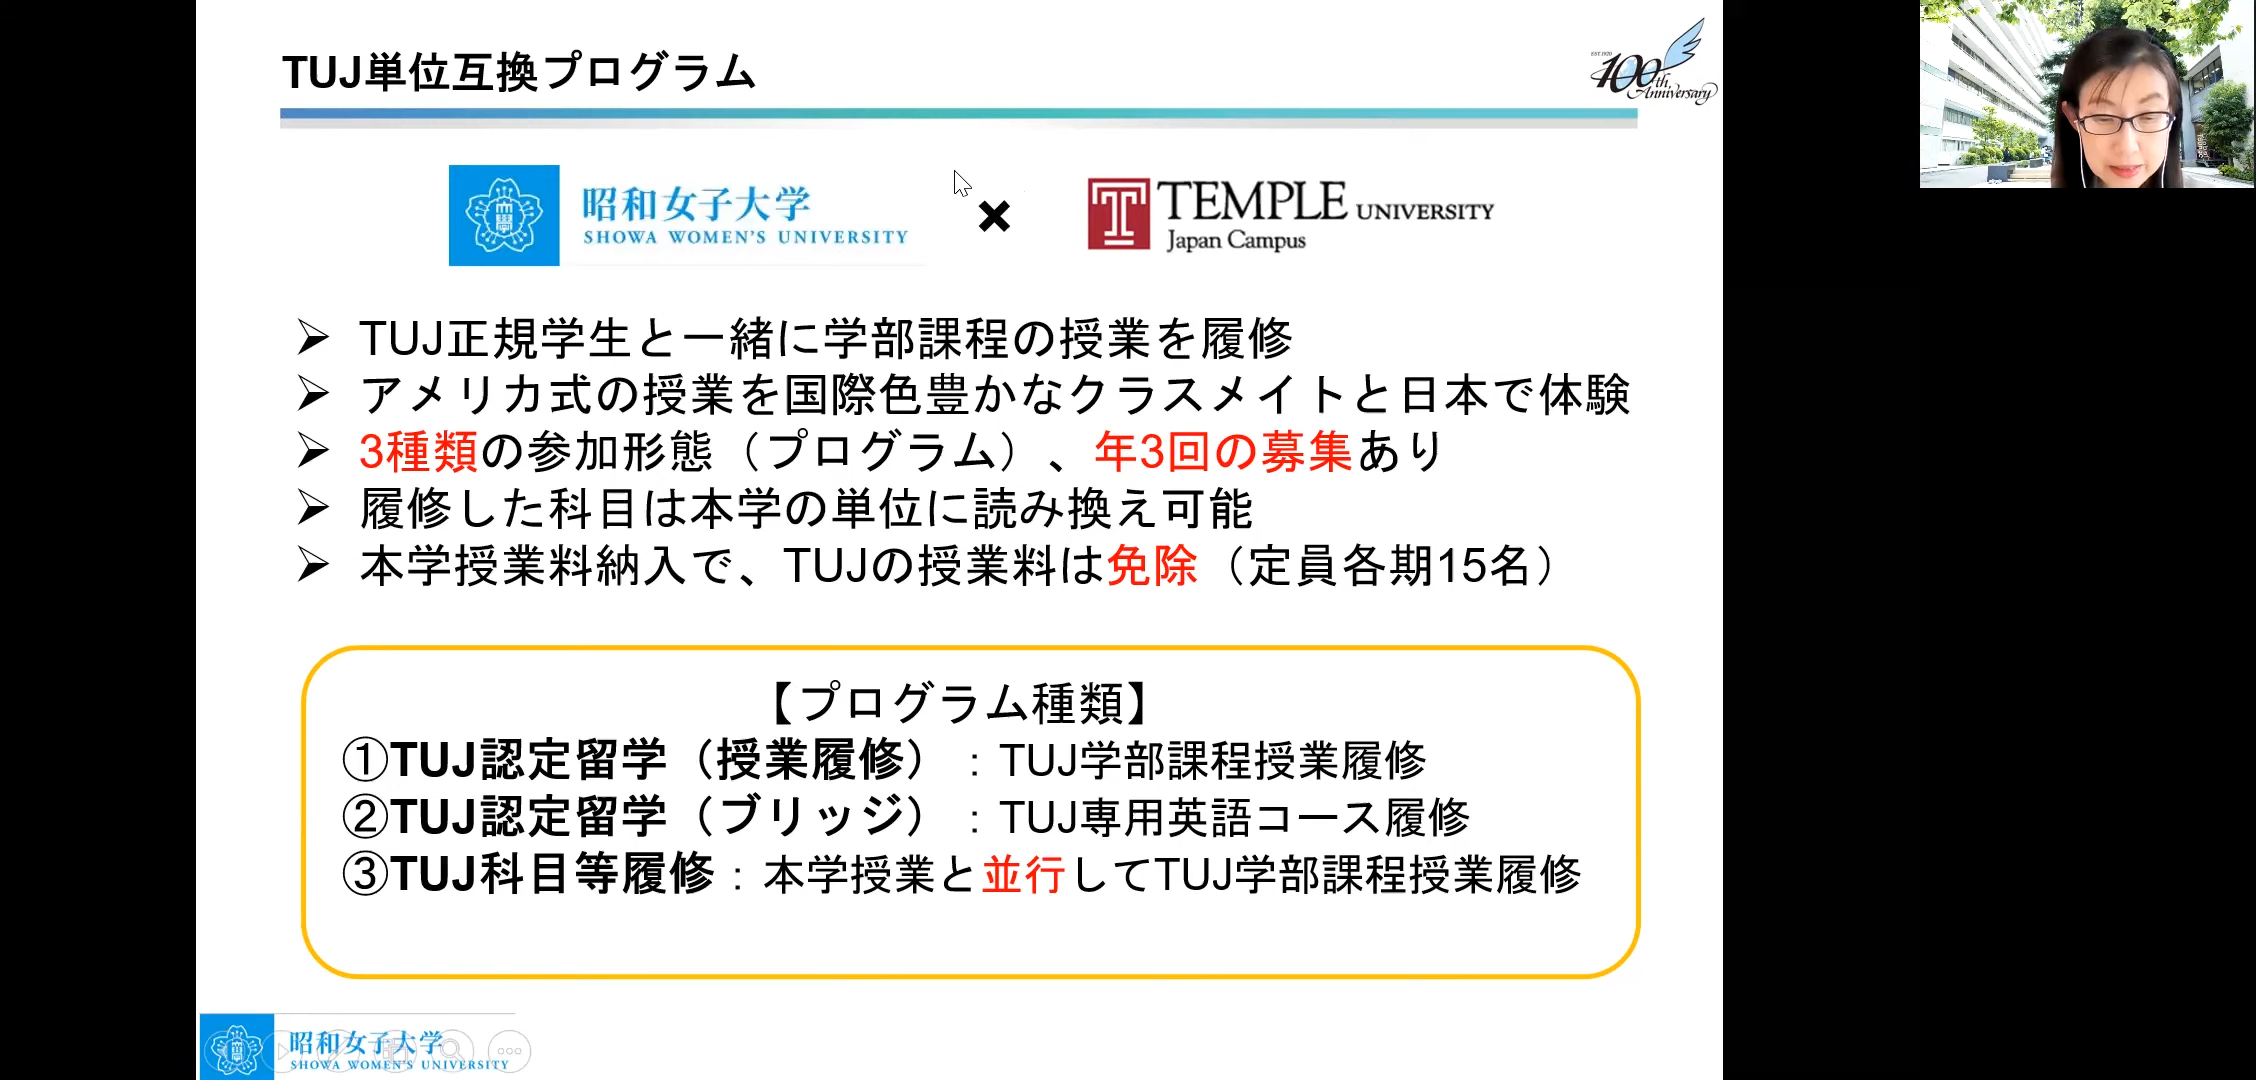 TUJ単位互換プログラム
EST.1920
100th Anniversary
昭和女子大学
SHOWA WOMEN'S UNIVERSITY
×
TEMPLE UNIVERSITY
Japan Campus
➢ TUJ正規学生と一緒に学部課程の授業を履修
➢ アメリカ式の授業を国際色豊かなクラスメイトと日本で体験
➢ 3種類の参加形態（プログラム）、年3回の募集あり
➢ 履修した科目は本学の単位に読み換え可能
➢ 本学授業料納入で、TUJの授業料は免除（定員各期15名）
【プログラム種類】
①TUJ認定留学（授業履修）：TUJ学部課程授業履修
②TUJ認定留学（ブリッジ）：TUJ専用英語コース履修
③TUJ科目等履修：本学授業と並行してTUJ学部課程授業履修
昭和女子大学
SHOWA WOMEN'S UNIVERSITY